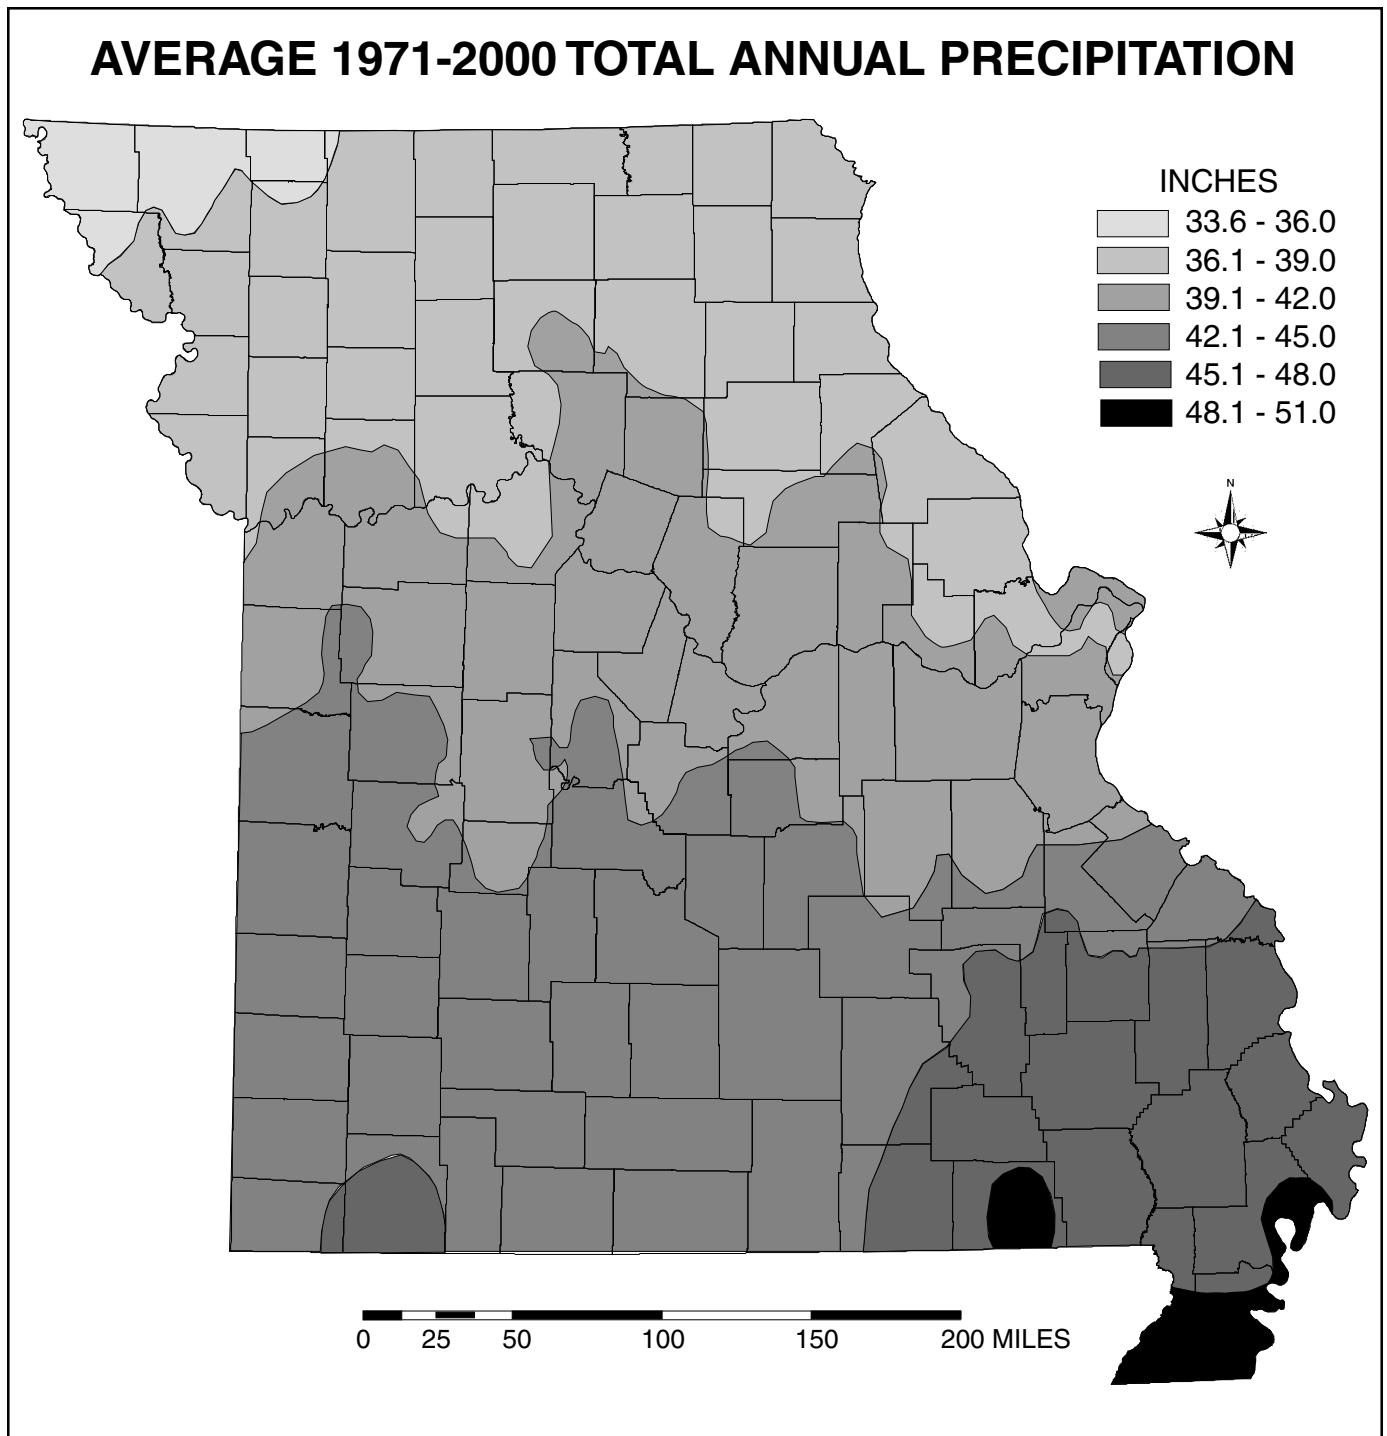 AVERAGE 1971-2000 TOTAL ANNUAL PRECIPITATION
INCHES
33.6 - 36.0
36.1 - 39.0
39.1 - 42.0
42.1 - 45.0
45.1 - 48.0
48.1 - 51.0
N
0 25 50 100 150 200 MILES